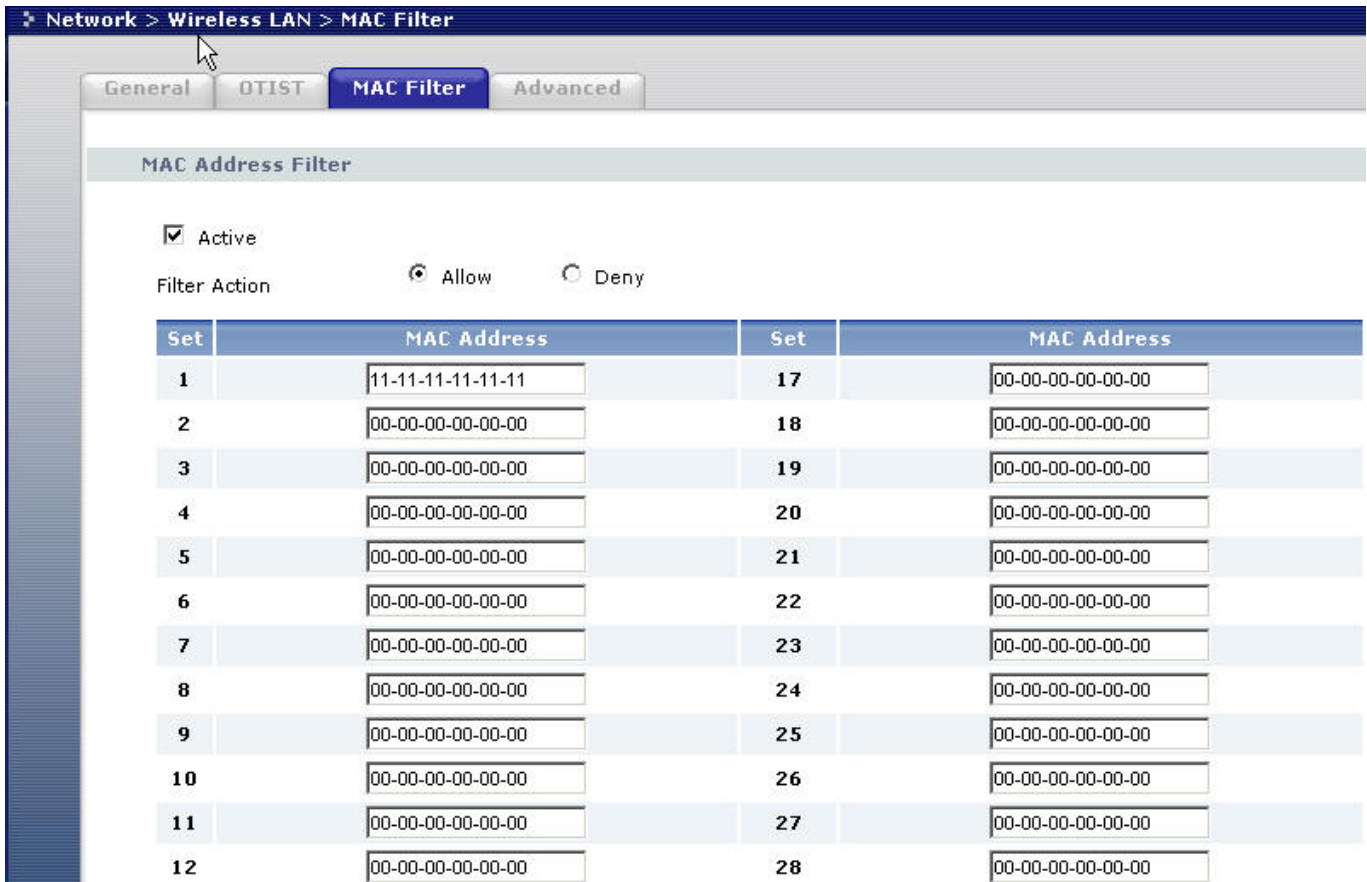 Network > Wireless LAN > MAC Filter
General OTIST MAC Filter Advanced
MAC Address Filter
Active
Filter Action Allow Deny
Set MAC Address Set MAC Address
1 11-11-11-11-11-11 17 00-00-00-00-00-00
2 00-00-00-00-00-00 18 00-00-00-00-00-00
3 00-00-00-00-00-00 19 00-00-00-00-00-00
4 00-00-00-00-00-00 20 00-00-00-00-00-00
5 00-00-00-00-00-00 21 00-00-00-00-00-00
6 00-00-00-00-00-00 22 00-00-00-00-00-00
7 00-00-00-00-00-00 23 00-00-00-00-00-00
8 00-00-00-00-00-00 24 00-00-00-00-00-00
9 00-00-00-00-00-00 25 00-00-00-00-00-00
10 00-00-00-00-00-00 26 00-00-00-00-00-00
11 00-00-00-00-00-00 27 00-00-00-00-00-00
12 00-00-00-00-00-00 28 00-00-00-00-00-00